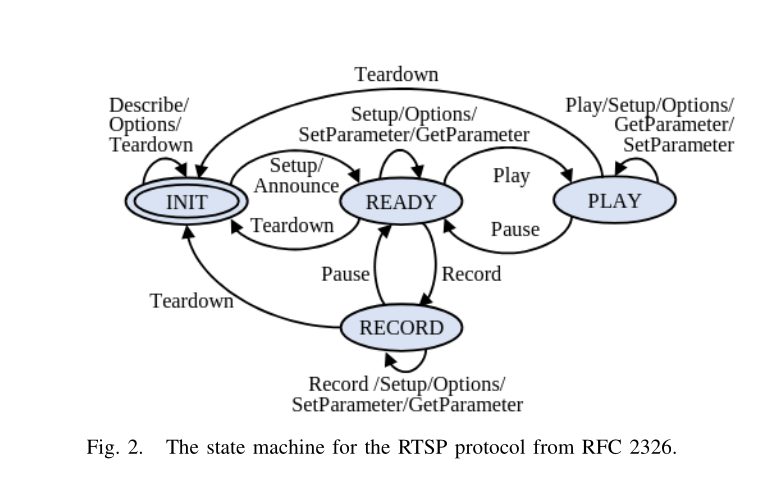 Teardown
Describe/
Options/
Teardown
Setup/Options/
SetParameter/GetParameter
Play/Setup/Options/
GetParameter/
SetParameter
Setup/
Announce
Play
INIT
READY
PLAY
Teardown
Pause
Pause
Record
Teardown
RECORD
Record /Setup/Options/
SetParameter/GetParameter
Fig. 2. The state machine for the RTSP protocol from RFC 2326.